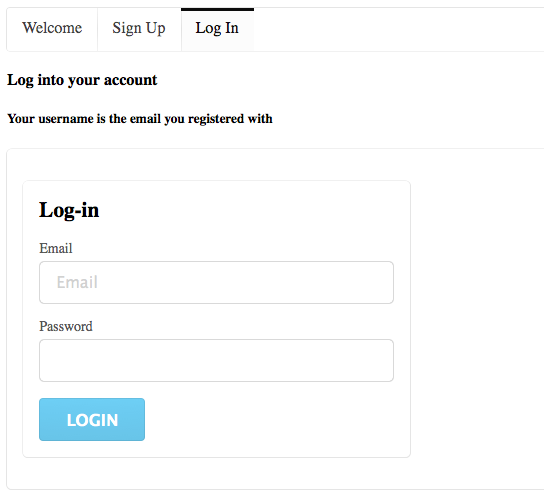 Welcome Sign Up Log In
Log into your account
Your username is the email you registered with
Log-in
Email
Email
Password
LOGIN